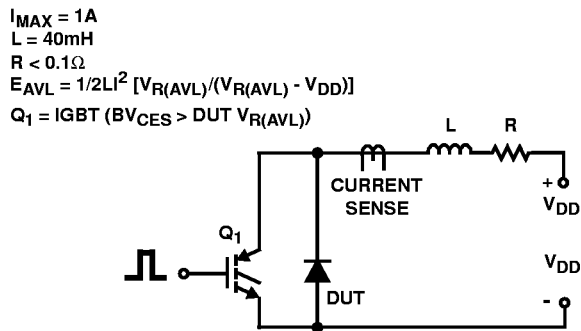 I_MAX = 1A
L = 40mH
R < 0.1Ω
E_AVL = 1/2LI² [V_R(AVL)/(V_R(AVL) - V_DD)]
Q₁ = IGBT (BV_CES > DUT V_R(AVL))
L R
CURRENT
SENSE
+
V_DD
Q₁
V_DD
DUT
-